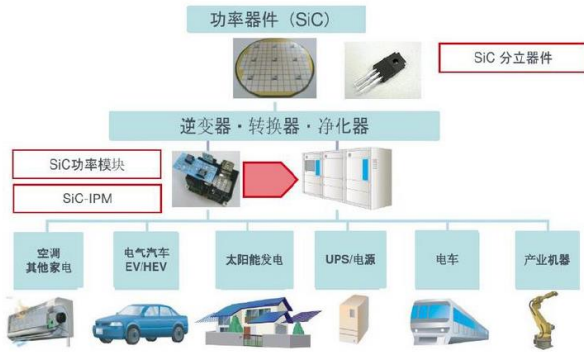 功率器件（SiC）
SiC 分立器件
逆变器·转换器·净化器
SiC功率模块
SiC-IPM
空调
其他家电
电气汽车
EV/HEV
太阳能发电
UPS/电源
电车
产业机器